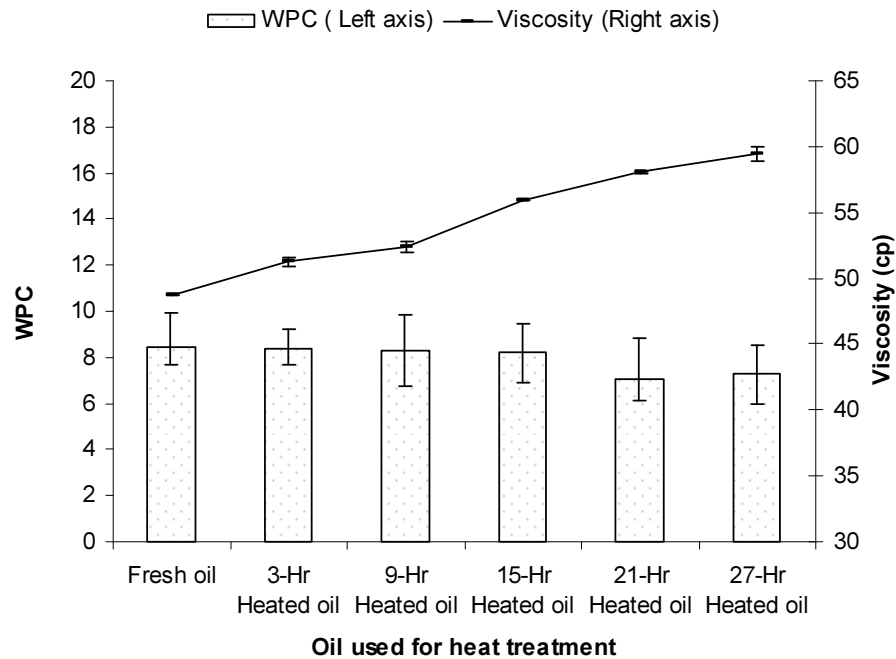 WPC ( Left axis) Viscosity (Right axis)
20 65
18 60
16 55
14 50
12 45
10 40
8 35
6 30
4
2
0
WPC
Viscosity (cp)
Fresh oil 3-Hr 9-Hr 15-Hr 21-Hr 27-Hr
Heated oil Heated oil Heated oil Heated oil Heated oil
Oil used for heat treatment